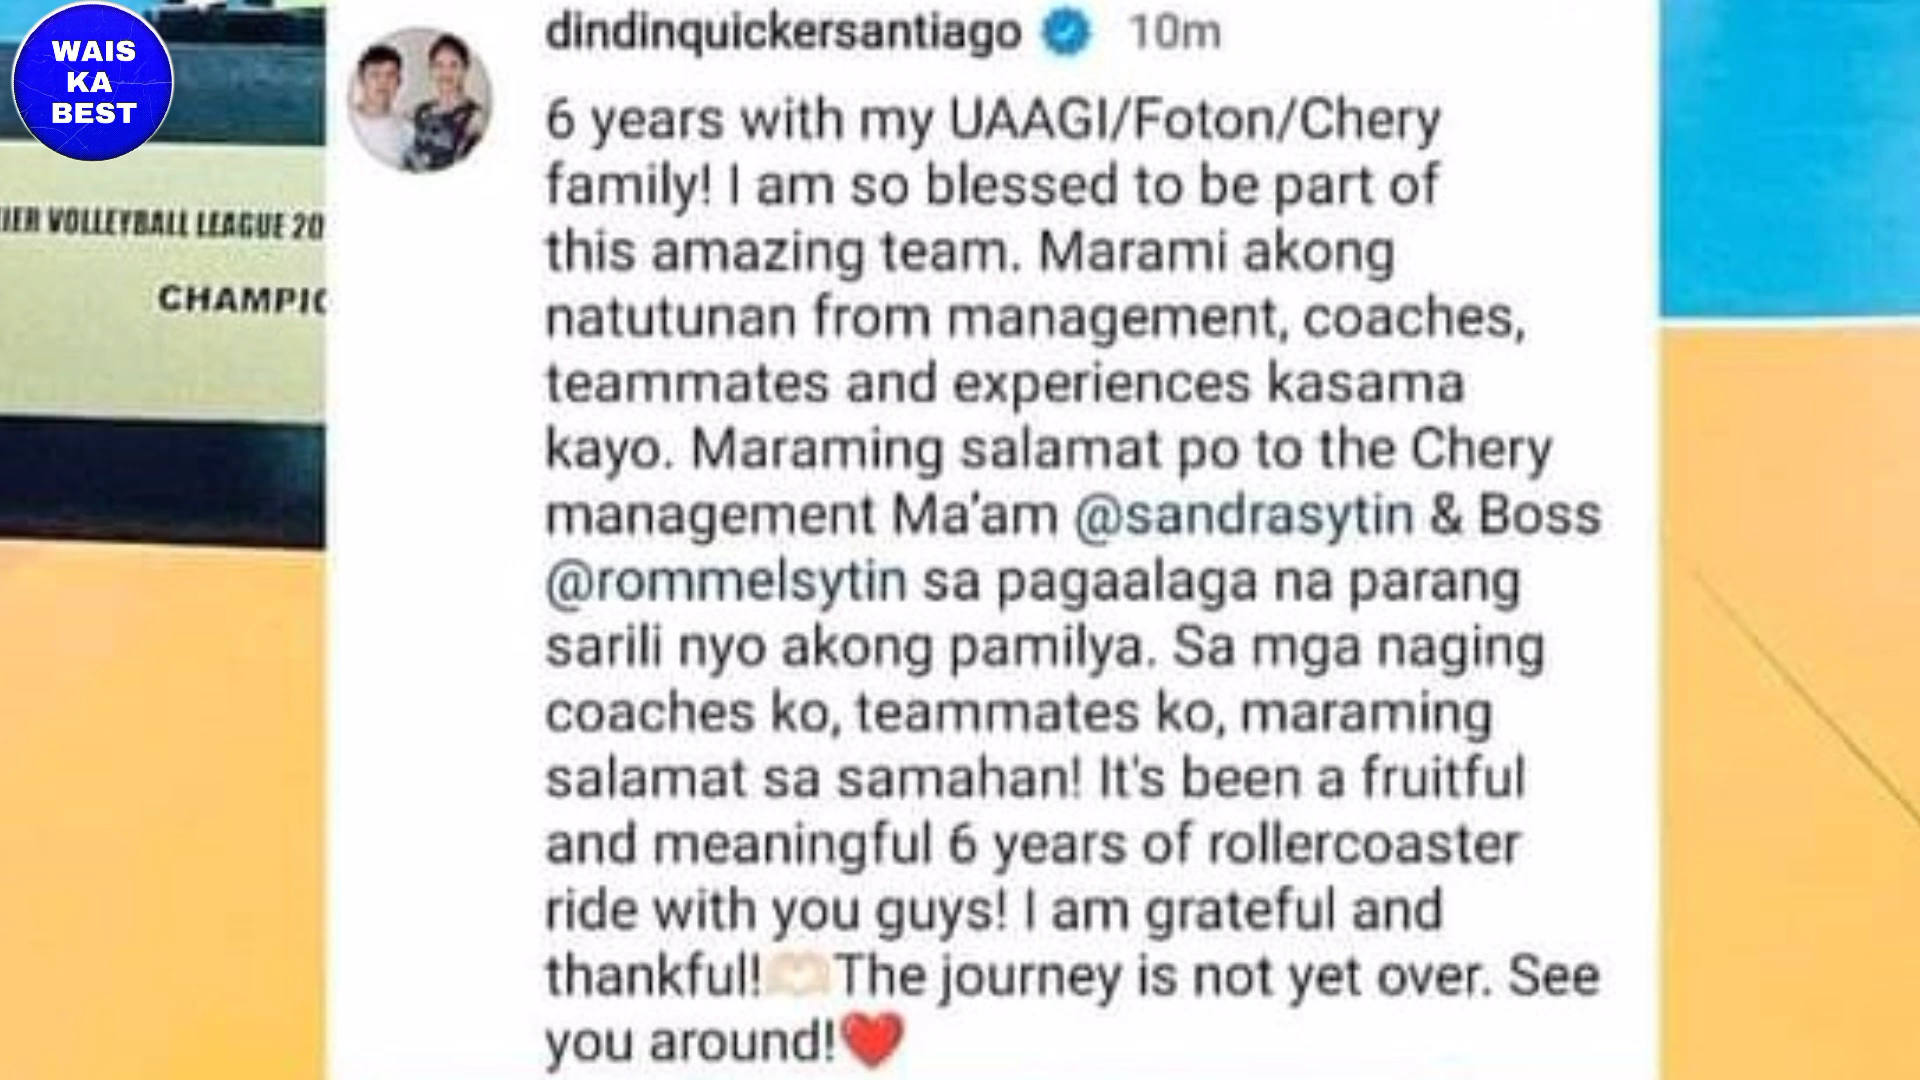 WAIS
KA
BEST
VOLLEYBALL LEAGUE 20
dindinquickersantiago 10m
6 years with my UAAGI/Foton/Chery
family! I am so blessed to be part of
this amazing team. Marami akong
natutunan from management, coaches,
teammates and experiences kasama
kayo. Maraming salamat po to the Chery
management Ma'am @sandrasytin & Boss
@rommelsytin sa pagaalaga na parang
sarili nyo akong pamilya. Sa mga naging
coaches ko, teammates ko, maraming
salamat sa samahan! It's been a fruitful
and meaningful 6 years of rollercoaster
ride with you guys! I am grateful and
thankful!🫶🏻The journey is not yet over. See
you around!❤️